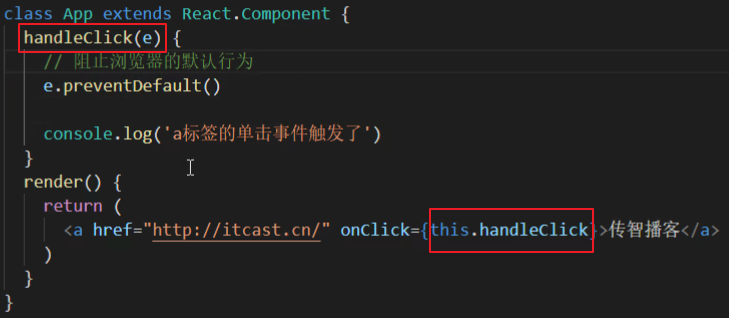 class App extends React.Component {
handleClick(e) {
// 阻止浏览器的默认行为
e.preventDefault()
console.log('a标签的单击事件触发了')
}
render() {
return (
<a href="http://itcast.cn/" onClick={this.handleClick}>传智播客</a>
)
}
}